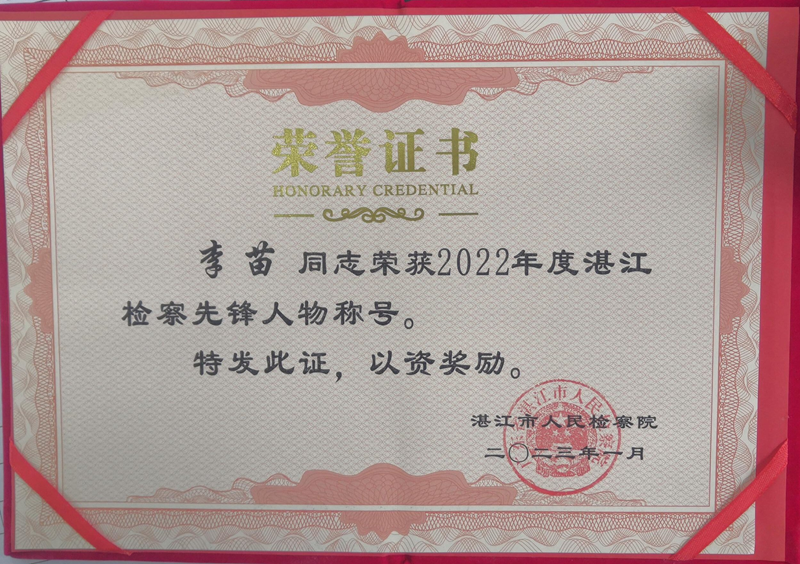 荣誉证书
HONORARY CREDENTIAL
李苗 同志荣获2022年度湛江
检察先锋人物称号。
特发此证，以资奖励。
湛江市人民检察院
二〇二三年一月